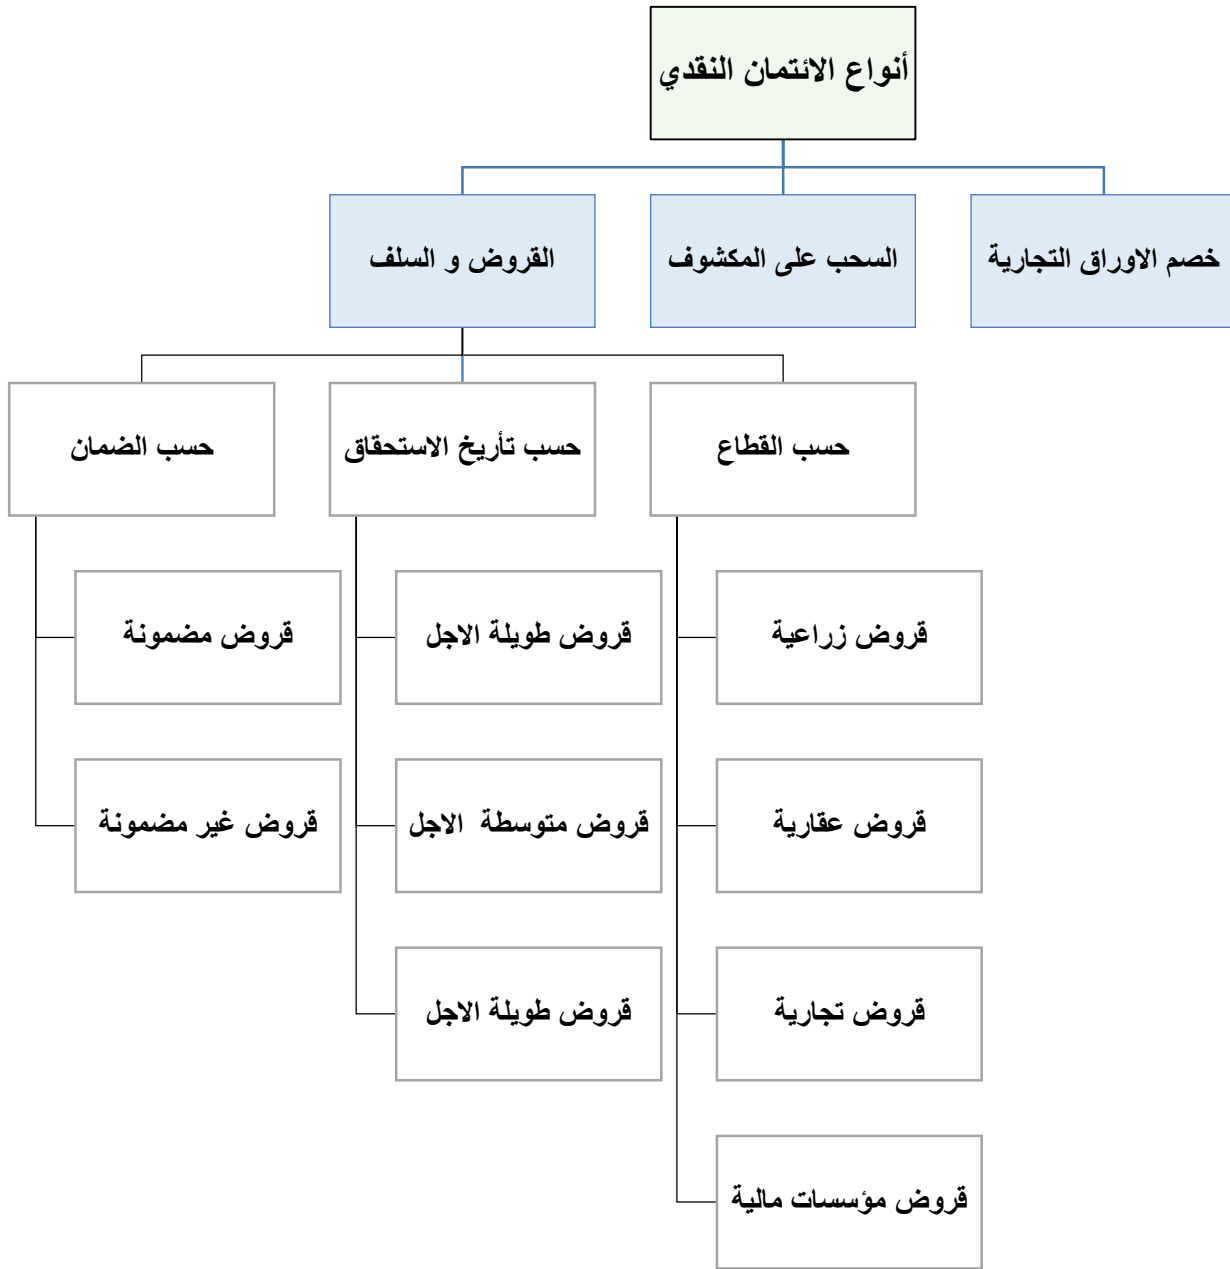 أنواع الائتمان النقدي
خصم الاوراق التجارية
السحب على المكشوف
القروض و السلف
حسب القطاع
حسب تأريخ الاستحقاق
حسب الضمان
قروض زراعية
قروض طويلة الاجل
قروض مضمونة
قروض عقارية
قروض متوسطة الاجل
قروض غير مضمونة
قروض تجارية
قروض طويلة الاجل
قروض مؤسسات مالية